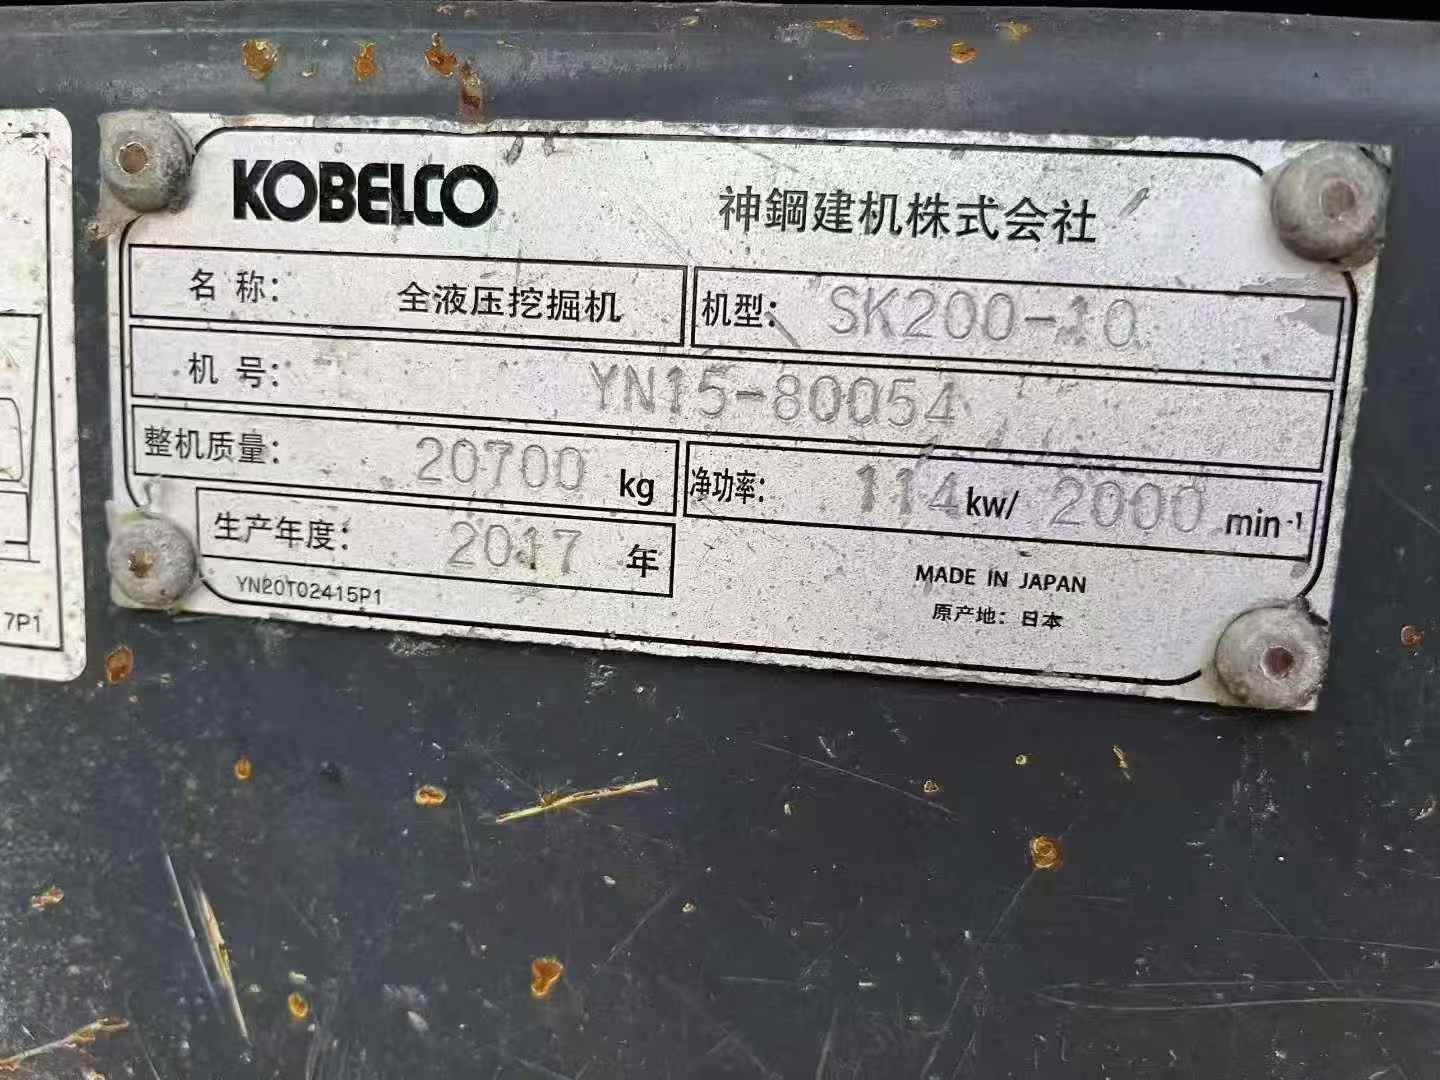 KOBELCO 神鋼建机株式会社
名 称: 全液压挖掘机 机型: SK200-10
机 号: YN15-80054
整机质量: 20700 kg 净功率: 114 kw/ 2000 min-1
生产年度: 2017 年
YN20T02415P1
MADE IN JAPAN
原产地: 日本
7P1